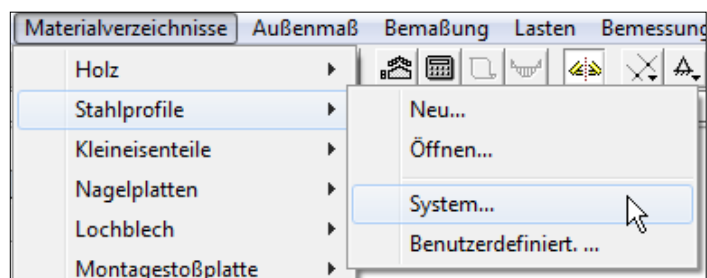 Materialverzeichnisse Außenmaß Bemaßung Lasten Bemessung
Holz
Stahlprofile
Kleineisenteile
Nagelplatten
Lochblech
Montagestoßplatte
Neu...
Öffnen...
System...
Benutzerdefiniert. ...